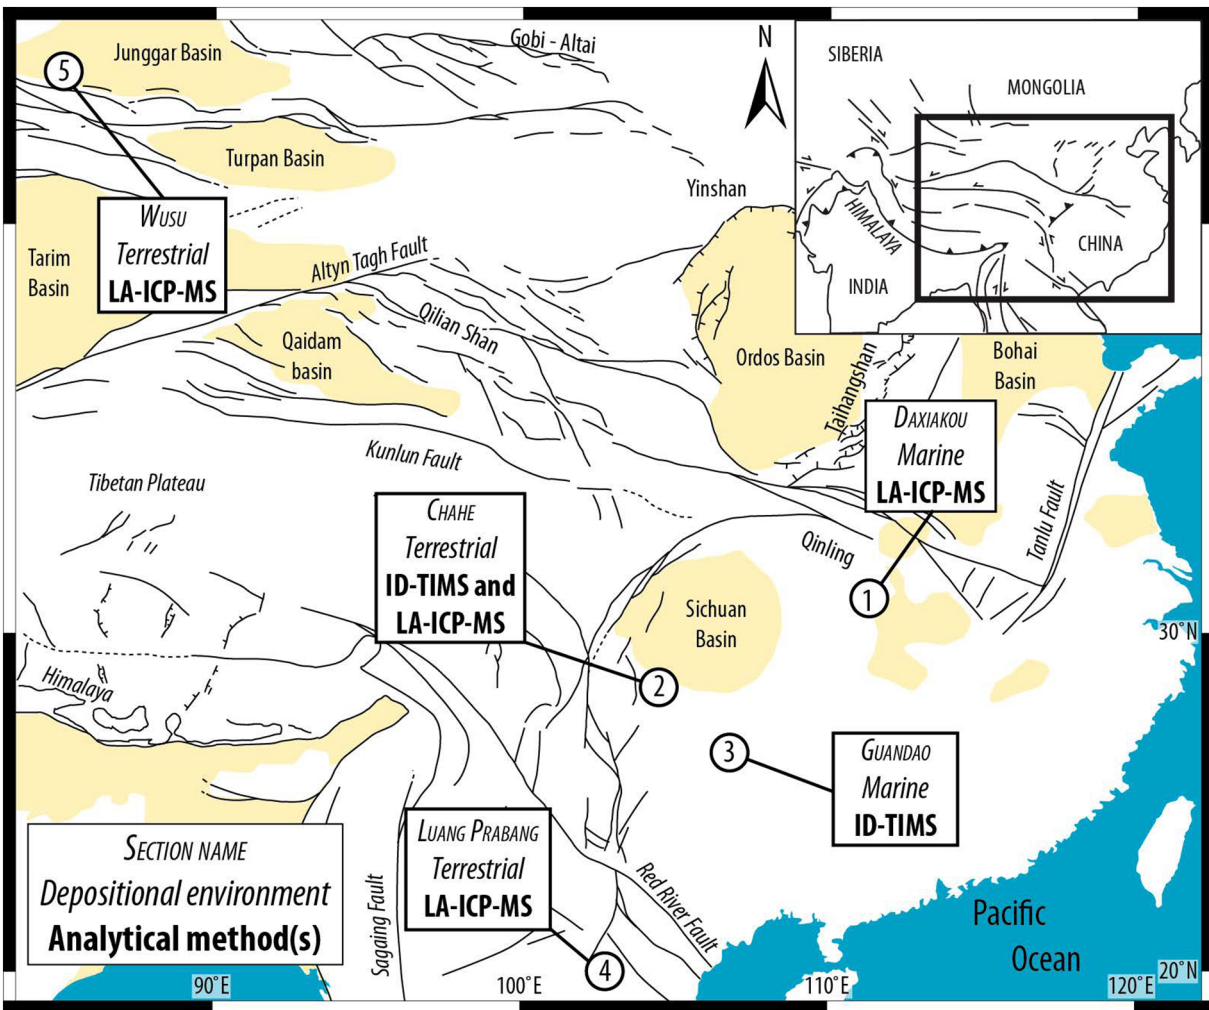 Junggar Basin
Gobi - Altai
N
SIBERIA
MONGOLIA
HIMALAYA
CHINA
INDIA
5
Turpan Basin
Yinshan
WUSU
Terrestrial
LA-ICP-MS
Tarim
Basin
Altyn Tagh Fault
Qilian Shan
Qaidam
basin
Ordos Basin
Taihangshan
Bohai
Basin
DAXIAKOU
Marine
LA-ICP-MS
Kunlun Fault
Tibetan Plateau
CHAHE
Terrestrial
ID-TIMS and
LA-ICP-MS
Qinling
Tanlu Fault
1
Sichuan
Basin
30°N
2
Himalaya
3
GUANDAO
Marine
ID-TIMS
LUANG PRABANG
Terrestrial
LA-ICP-MS
SECTION NAME
Depositional environment
Analytical method(s)
Sagaing Fault
Red River Fault
4
Pacific
Ocean
20°N
90°E
100°E
110°E
120°E